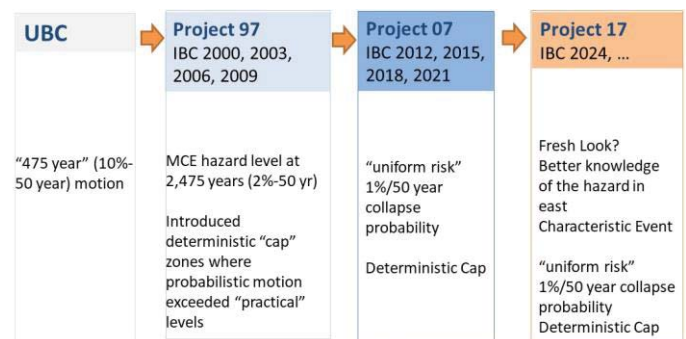 UBC
"475 year" (10%-
50 year) motion
Project 97
IBC 2000, 2003,
2006, 2009
MCE hazard level at
2,475 years (2%-50 yr)
Introduced
deterministic "cap"
zones where
probabilistic motion
exceeded "practical"
levels
Project 07
IBC 2012, 2015,
2018, 2021
"uniform risk"
1%/50 year
collapse
probability
Deterministic Cap
Project 17
IBC 2024, ...
Fresh Look?
Better knowledge
of the hazard in
east
Characteristic Event
"uniform risk"
1%/50 year collapse
probability
Deterministic Cap